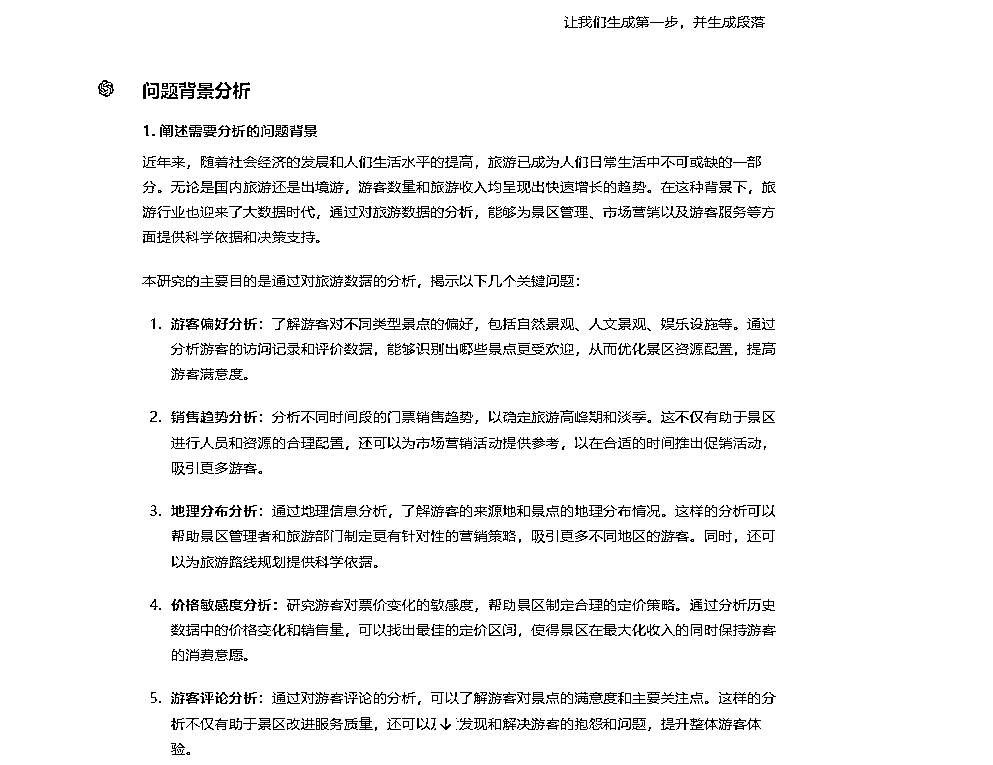 让我们生成第一步，并生成段落
问题背景分析
1. 阐述需要分析的问题背景
近年来，随着社会经济的发展和人们生活水平的提高，旅游已成为人们日常生活中不可或缺的一部
分。无论是国内旅游还是出境游，游客数量和旅游收入均呈现出快速增长的趋势。在这种背景下，旅
游行业也迎来了大数据时代，通过对旅游数据的分析，能够为景区管理、市场营销以及游客服务等方
面提供科学依据和决策支持。
本研究的主要目的是通过对旅游数据的分析，揭示以下几个关键问题：
1. 游客偏好分析：了解游客对不同类型景点的偏好，包括自然景观、人文景观、娱乐设施等。通过
分析游客的访问记录和评价数据，能够识别出哪些景点更受欢迎，从而优化景区资源配置，提高
游客满意度。
2. 销售趋势分析：分析不同时间段的门票销售趋势，以确定旅游高峰期和淡季。这不仅有助于景区
进行人员和资源的合理配置，还可以为市场营销活动提供参考，以在合适的时间推出促销活动，
吸引更多游客。
3. 地理分布分析：通过地理信息分析，了解游客的来源地和景点的地理分布情况。这样的分析可以
帮助景区管理者和旅游部门制定更有针对性的营销策略，吸引更多不同地区的游客。同时，还可
以为旅游路线规划提供科学依据。
4. 价格敏感度分析：研究游客对票价变化的敏感度，帮助景区制定合理的定价策略。通过分析历史
数据中的价格变化和销售量，可以找出最佳的定价区间，使得景区在最大化收入的同时保持游客
的消费意愿。
5. 游客评论分析：通过对游客评论的分析，可以了解游客对景点的满意度和主要关注点。这样的分
析不仅有助于景区改进服务质量，还可以发现和解决游客的抱怨和问题，提升整体游客体
验。